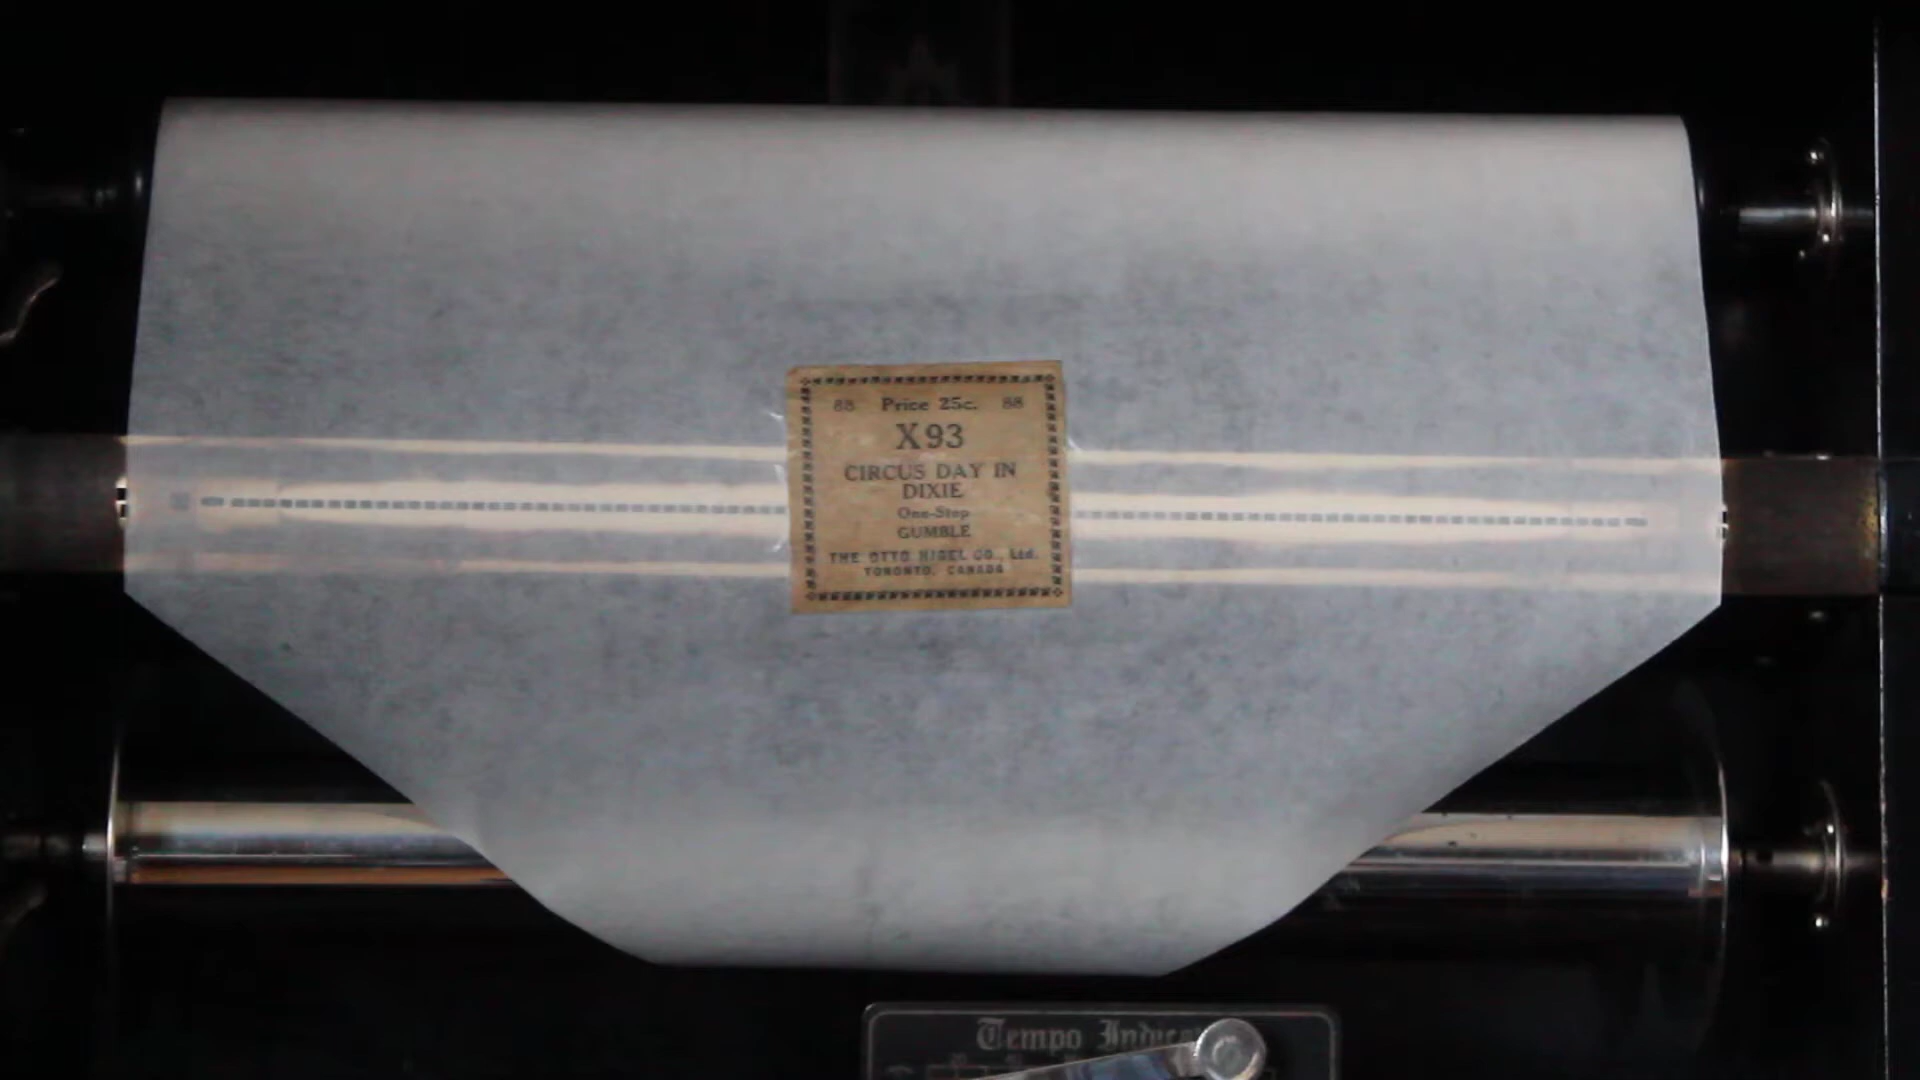 88 Price 25c. 88
X93
CIRCUS DAY IN
DIXIE
One-Step
GUMBLE
THE OTTO HIGEL CO., Ltd.
TORONTO, CANADA
Tempo